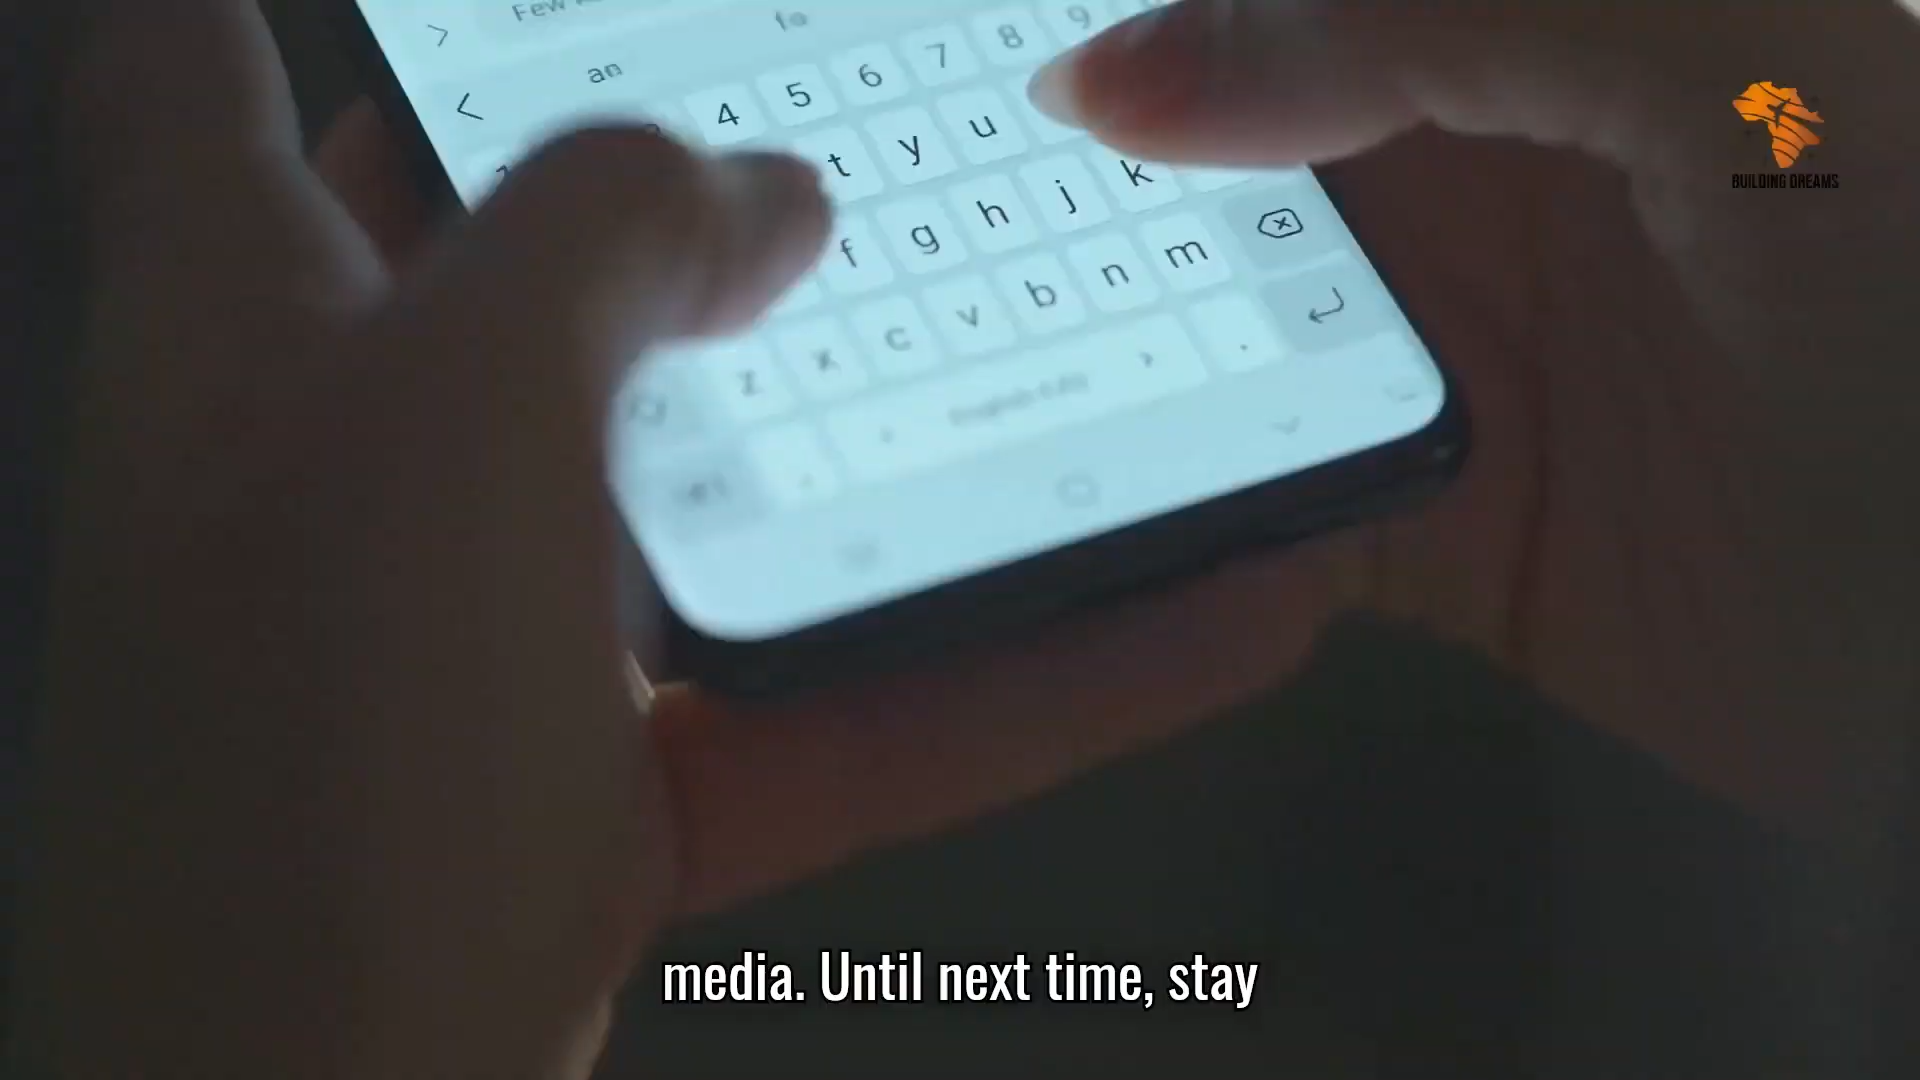 Few
an
fo
4 5 6 7 8 9
t y u
f g h j k
z x c v b n m
.
BUILDING DREAMS
media. Until next time, stay